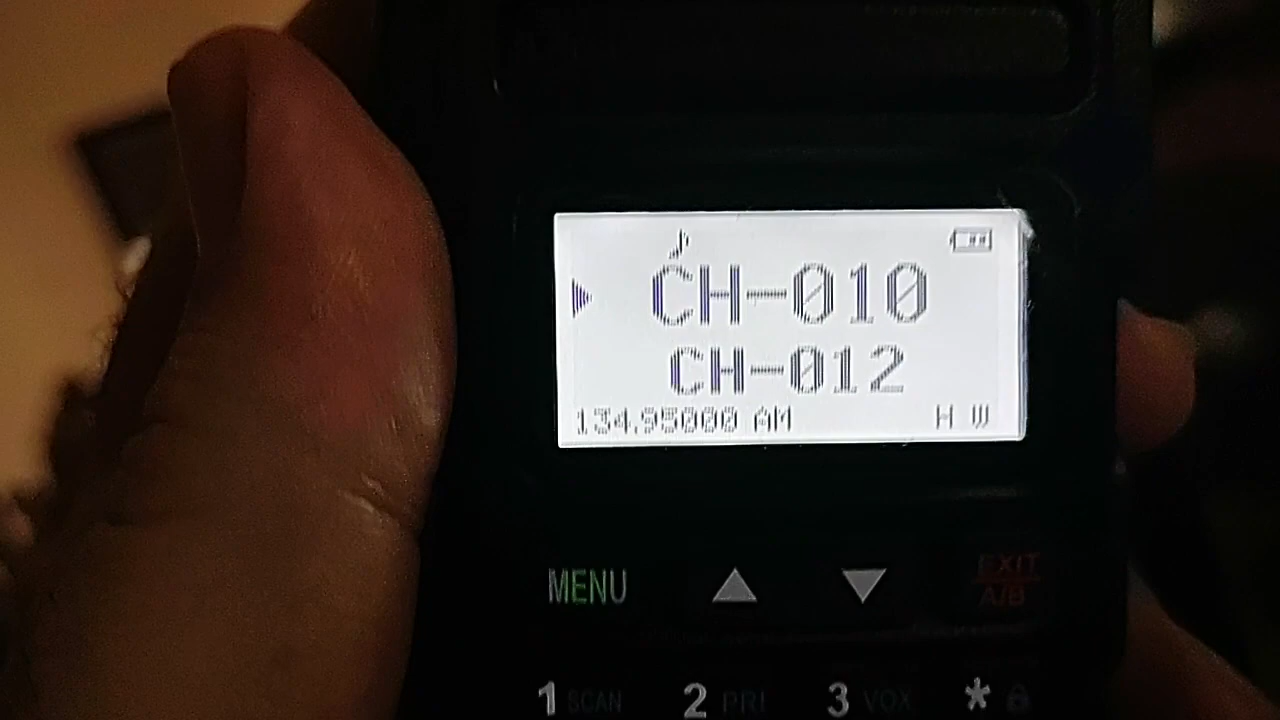 CH-010
CH-012
134.95000 AM H W
MENU EXIT
A/B
1 SCAN 2 PRI 3 VOX *